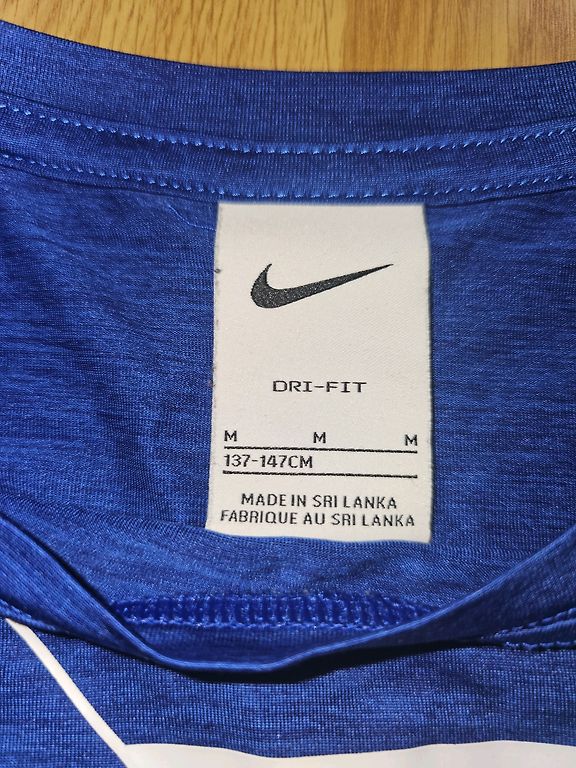 DRI-FIT
M M M
137-147CM
MADE IN SRI LANKA
FABRIQUE AU SRI LANKA